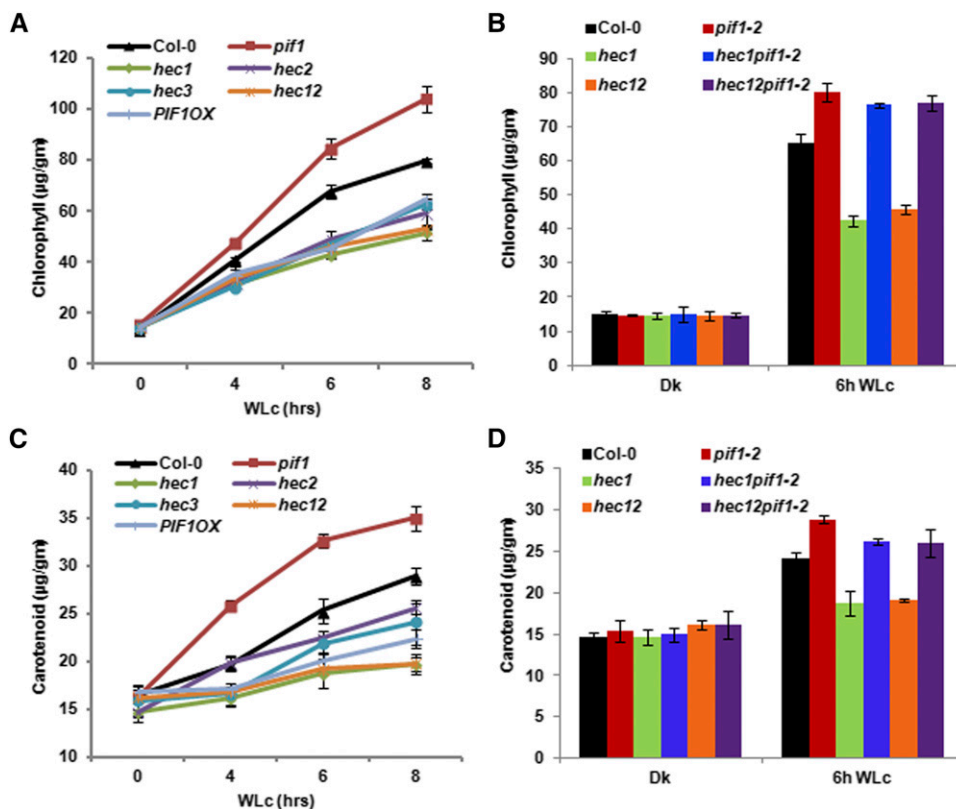 A
Col-0 pif1
hec1 hec2
hec3 hec12
PIF1OX
120
100
80
60
40
20
0
Chlorophyll (µg/gm)
0 4 6 8
WLc (hrs)
B
Col-0 pif1-2
hec1 hec1pif1-2
hec12 hec12pif1-2
90
80
70
60
50
40
30
20
10
0
Chlorophyll (µg/gm)
Dk 6h WLc
C
Col-0 pif1
hec1 hec2
hec3 hec12
PIF1OX
40
35
30
25
20
15
10
Carotenoid (µg/gm)
0 4 6 8
WLc (hrs)
D
Col-0 pif1-2
hec1 hec1pif1-2
hec12 hec12pif1-2
35
30
25
20
15
10
5
0
Carotenoid (µg/gm)
Dk 6h WLc